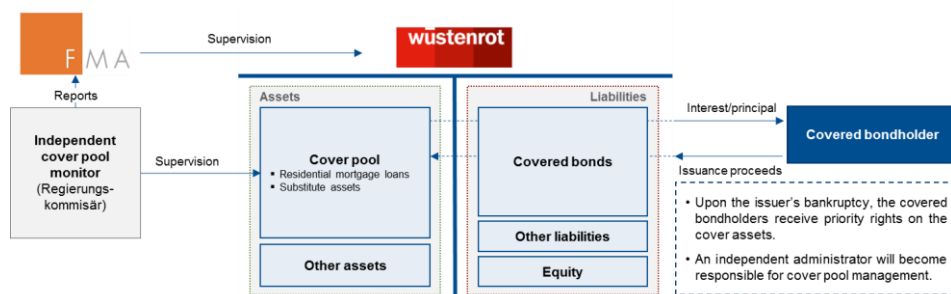 FMA
Supervision
wüstenrot
Reports
Independent
cover pool
monitor
(Regierungs-
kommisär)
Supervision
Assets
Cover pool
▪ Residential mortgage loans
▪ Substitute assets
Other assets
Liabilities
Covered bonds
Other liabilities
Equity
Interest/principal
Covered bondholder
Issuance proceeds
• Upon the issuer's bankruptcy, the covered
bondholders receive priority rights on the
cover assets.
• An independent administrator will become
responsible for cover pool management.